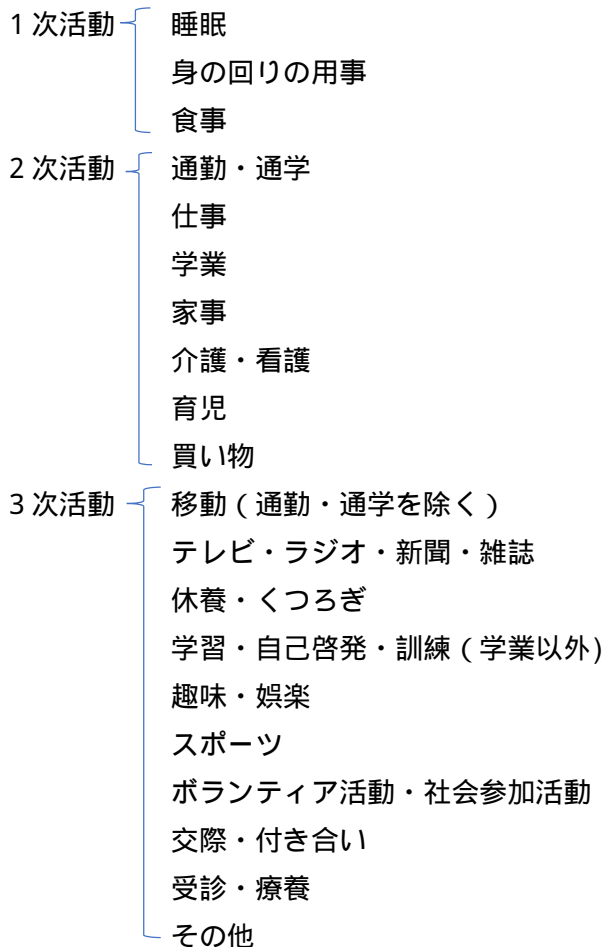 1 次活動 睡眠
身の回りの用事
食事
2 次活動 通勤・通学
仕事
学業
家事
介護・看護
育児
買い物
3 次活動 移動 ( 通勤・通学を除く )
テレビ・ラジオ・新聞・雑誌
休養・くつろぎ
学習・自己啓発・訓練 ( 学業以外)
趣味・娯楽
スポーツ
ボランティア活動・社会参加活動
交際・付き合い
受診・療養
その他